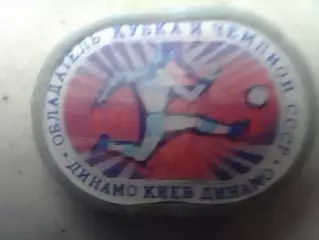 ОБЛАДАТЕЛЬ КУБКА И ЧЕМПИОН СССР
ДИНАМО КИЕВ ДИНАМО